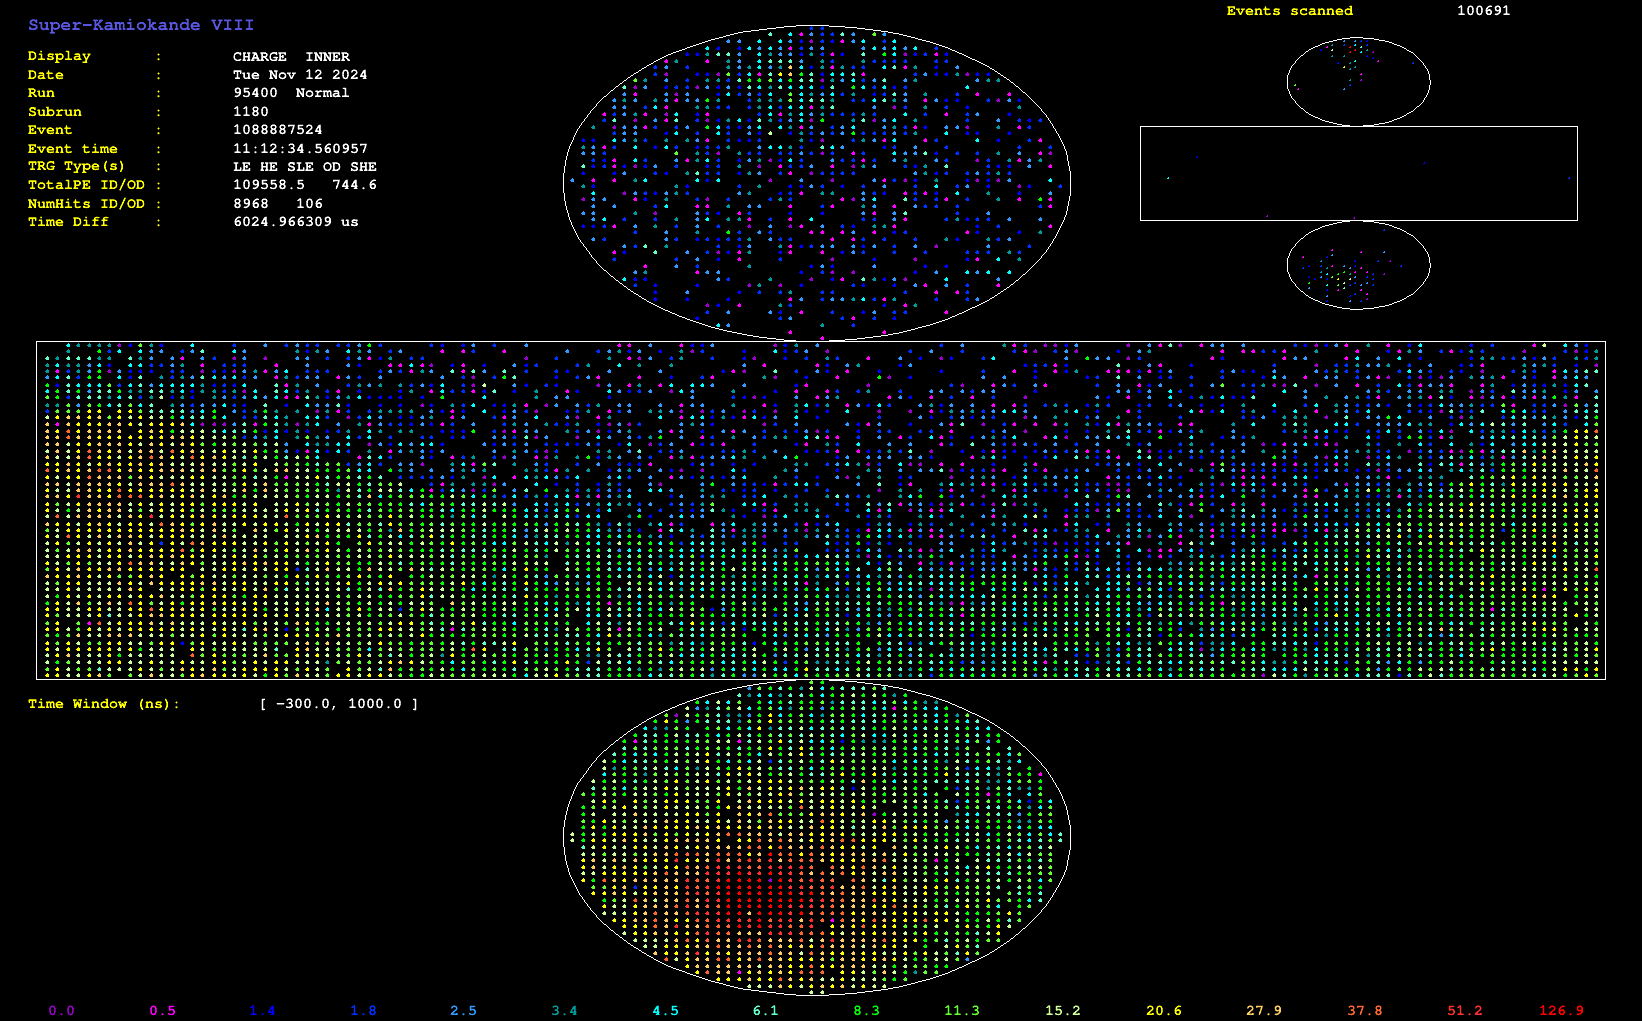 Super-Kamiokande VIII
Events scanned 100691
Display : CHARGE INNER
Date : Tue Nov 12 2024
Run : 95400 Normal
Subrun : 1180
Event : 1088887524
Event time : 11:12:34.560957
TRG Type(s) : LE HE SLE OD SHE
TotalPE ID/OD : 109558.5 744.6
NumHits ID/OD : 8968 106
Time Diff : 6024.966309 us
Time Window (ns): [ -300.0, 1000.0 ]
0.0 0.5 1.4 1.8 2.5 3.4 4.5 6.1 8.3 11.3 15.2 20.6 27.9 37.8 51.2 126.9